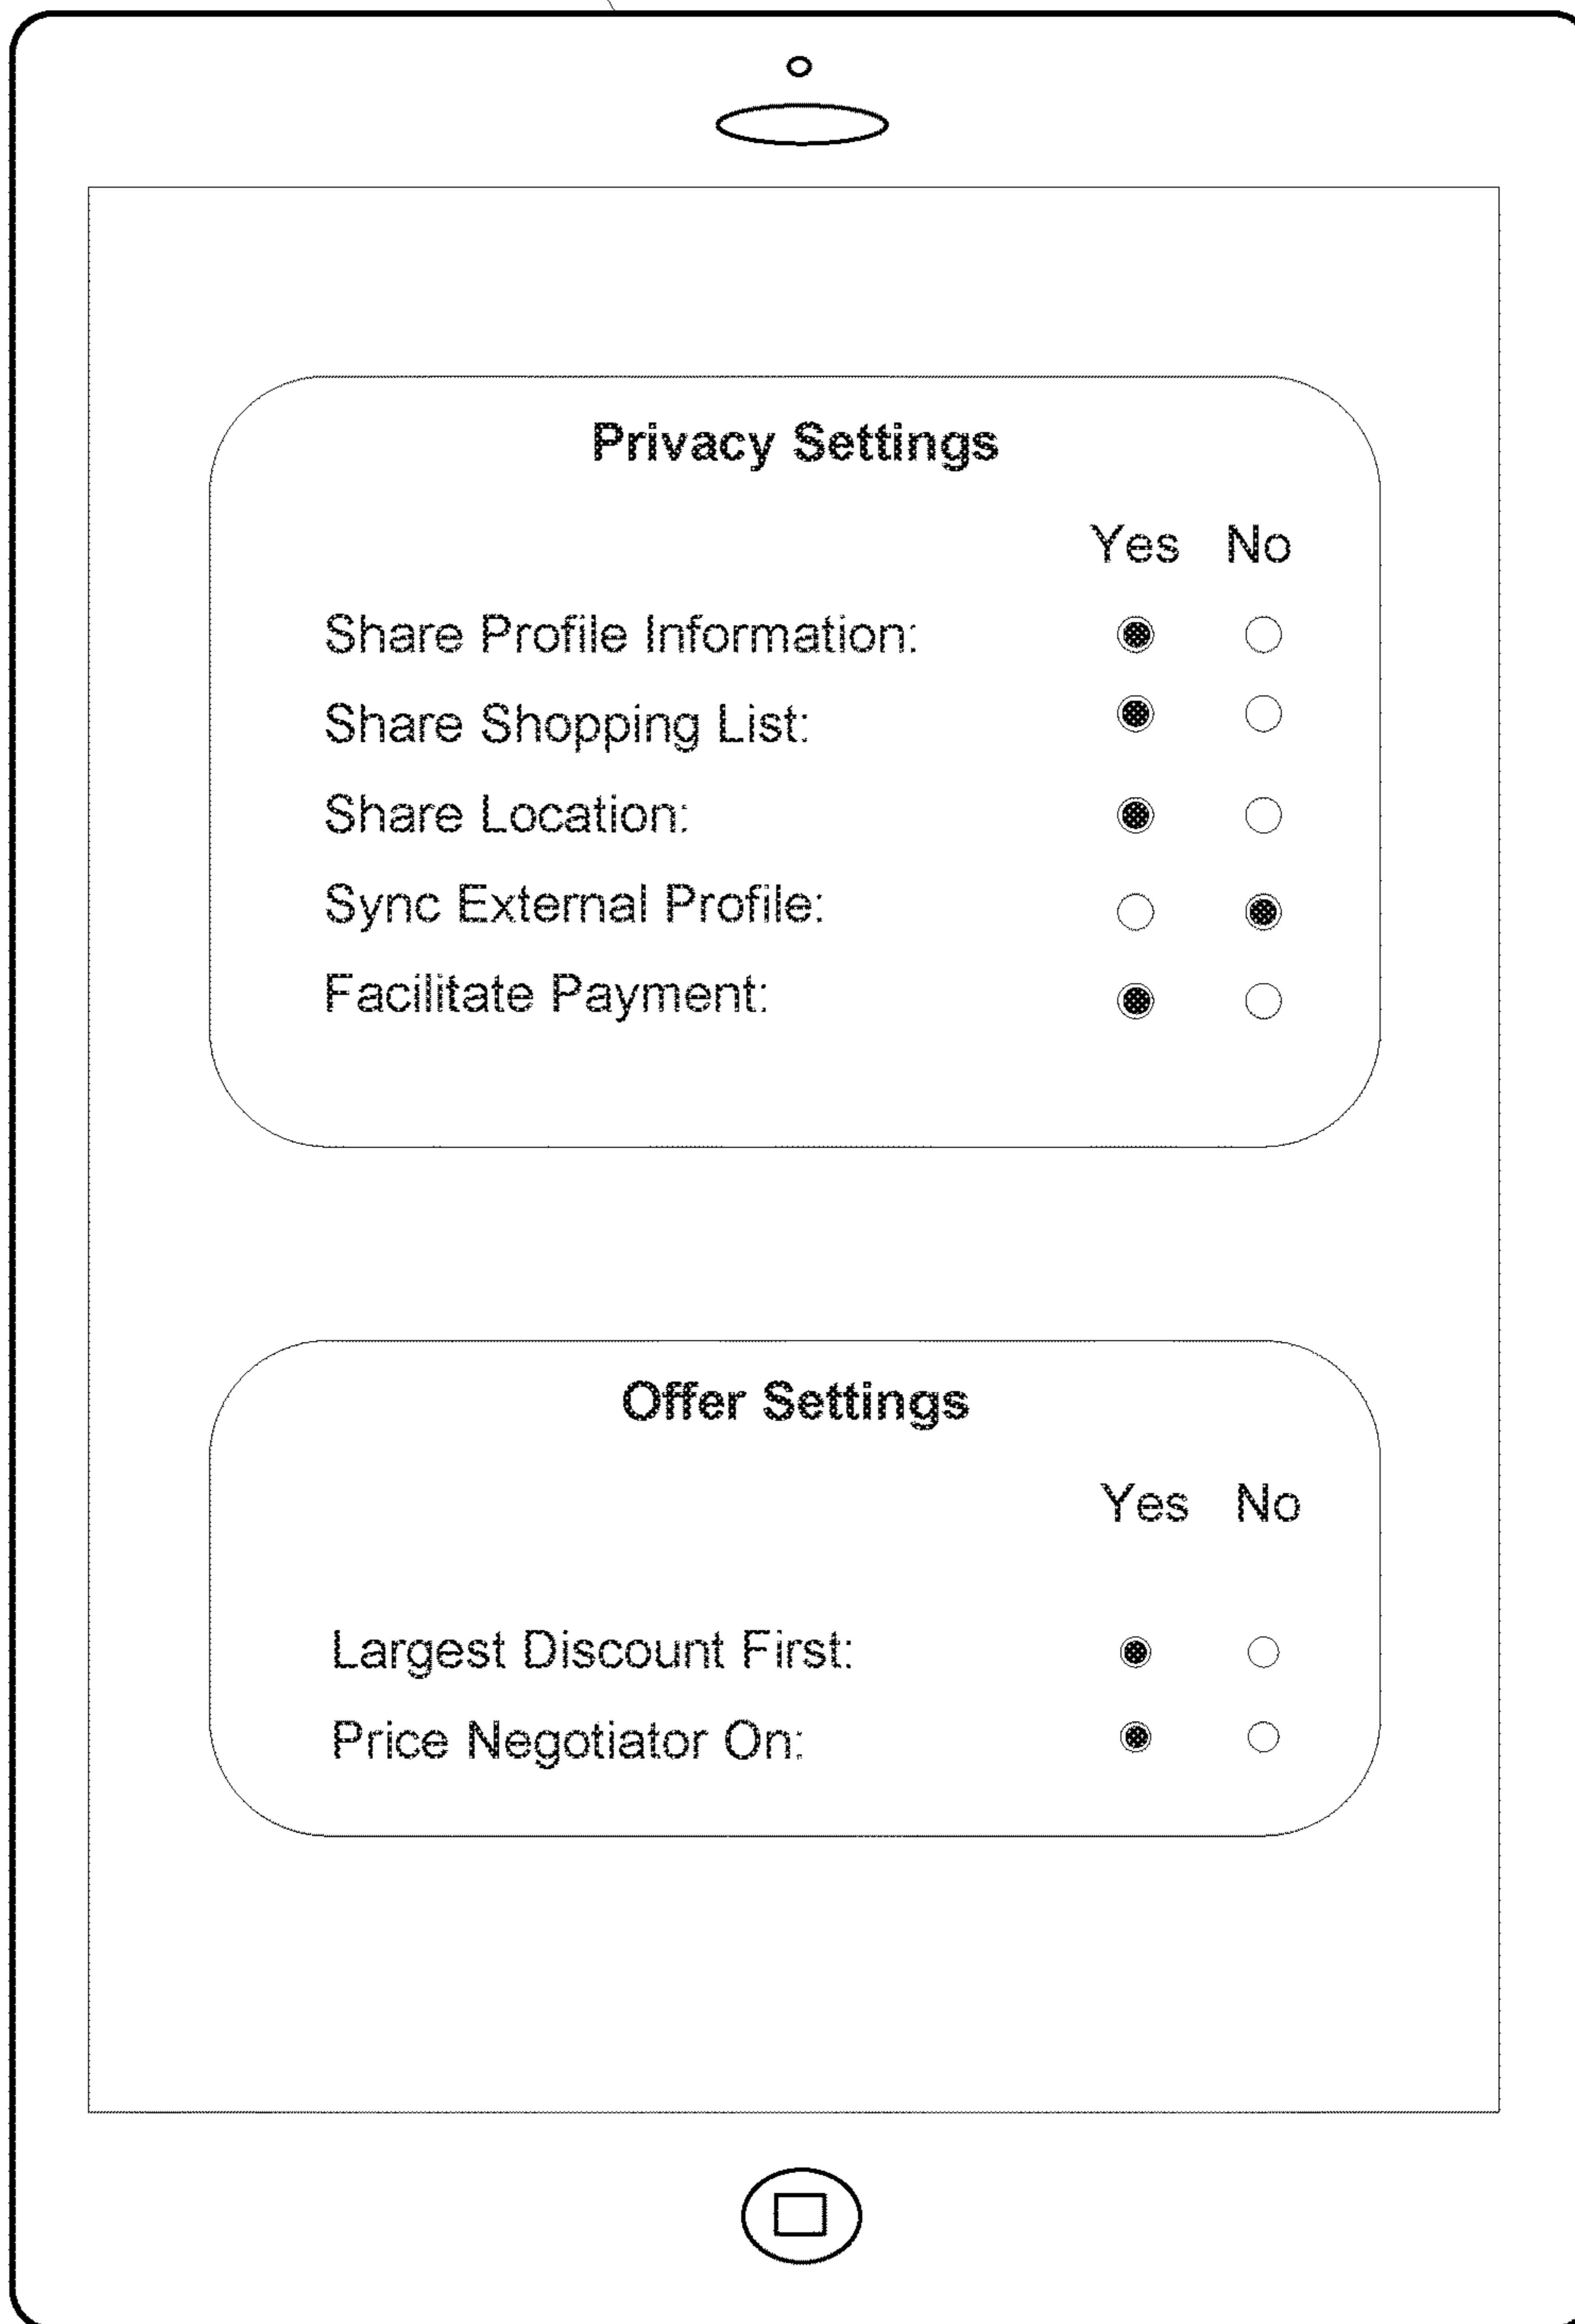 Privacy Settings
Yes No
Share Profile Information:
Share Shopping List:
Share Location:
Sync External Profile:
Facilitate Payment:
Offer Settings
Yes No
Largest Discount First:
Price Negotiator On: